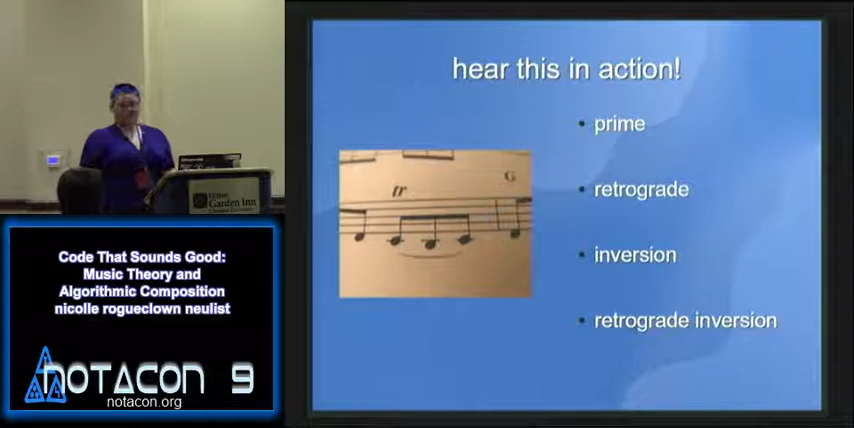 hear this in action!
• prime
• retrograde
• inversion
• retrograde inversion
tr
G
Hilton
Garden Inn
Code That Sounds Good:
Music Theory and
Algorithmic Composition
nicolle rogueclown neulist
NOTACON 9
notacon.org